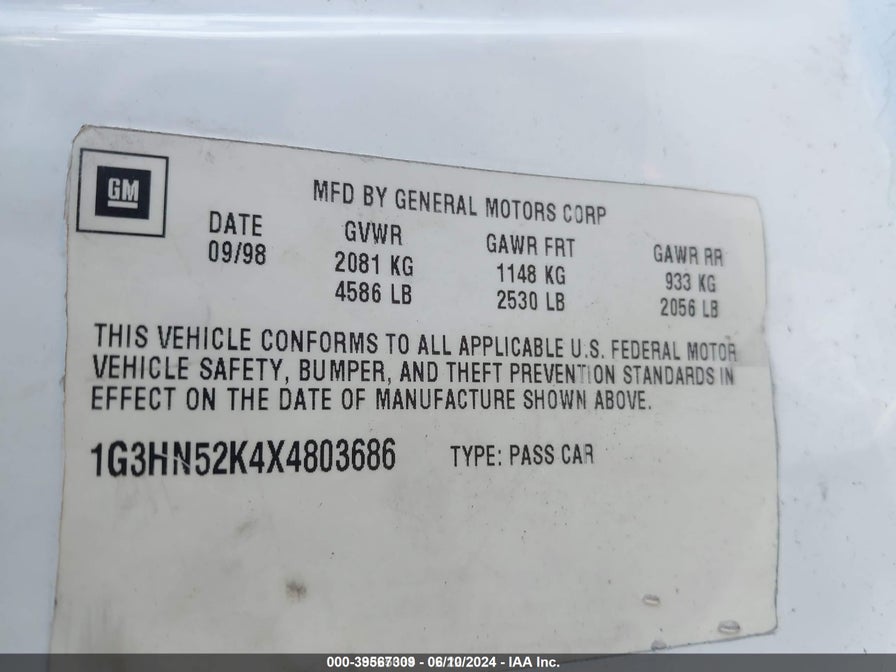 GM
MFD BY GENERAL MOTORS CORP
DATE GVWR GAWR FRT GAWR RR
09/98 2081 KG 1148 KG 933 KG
4586 LB 2530 LB 2056 LB
THIS VEHICLE CONFORMS TO ALL APPLICABLE U.S. FEDERAL MOTOR
VEHICLE SAFETY, BUMPER, AND THEFT PREVENTION STANDARDS IN
EFFECT ON THE DATE OF MANUFACTURE SHOWN ABOVE.
1G3HN52K4X4803686 TYPE: PASS CAR
000-39567309 - 06/10/2024 - IAA Inc.